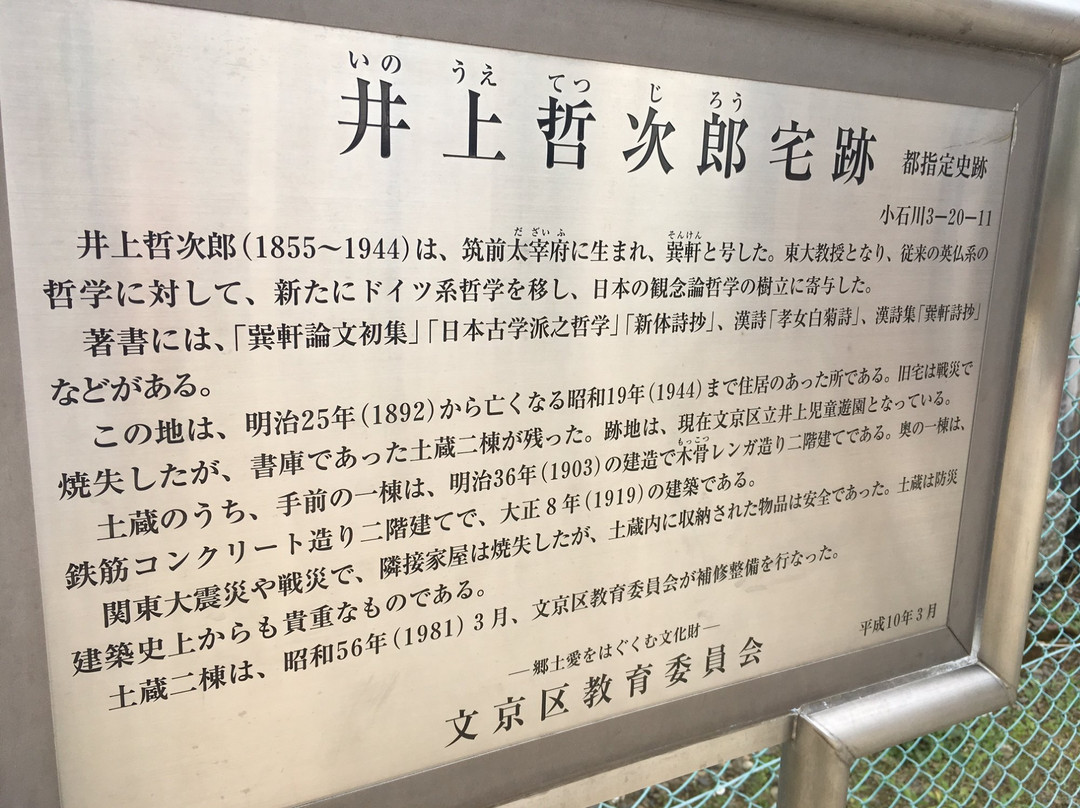 いの うえ てつ じ ろう
井上哲次郎宅跡 都指定史跡
小石川3−20−11
だざいふ そんけん
井上哲次郎(1855〜1944)は、筑前太宰府に生まれ、巽軒と号した。東大教授となり、従来の英仏系の
哲学に対して、新たにドイツ系哲学を移し、日本の観念論哲学の樹立に寄与した。
著書には、「巽軒論文初集」「日本古学派之哲学」「新体詩抄」、漢詩「孝女白菊詩」、漢詩集「巽軒詩抄」
などがある。
この地は、明治25年(1892)から亡くなる昭和19年(1944)まで住居のあった所である。旧宅は戦災で
焼失したが、書庫であった土蔵二棟が残った。跡地は、現在文京区立井上児童遊園となっている。
もっこつ
土蔵のうち、手前の一棟は、明治36年(1903)の建造で木骨レンガ造り二階建てである。奥の一棟は、
鉄筋コンクリート造り二階建てで、大正8年(1919)の建築である。
関東大震災や戦災で、隣接家屋は焼失したが、土蔵内に収納された物品は安全であった。土蔵は防災
建築史上からも貴重なものである。
土蔵二棟は、昭和56年(1981)3月、文京区教育委員会が補修整備を行なった。
―郷土愛をはぐくむ文化財―
文京区教育委員会
平成10年3月